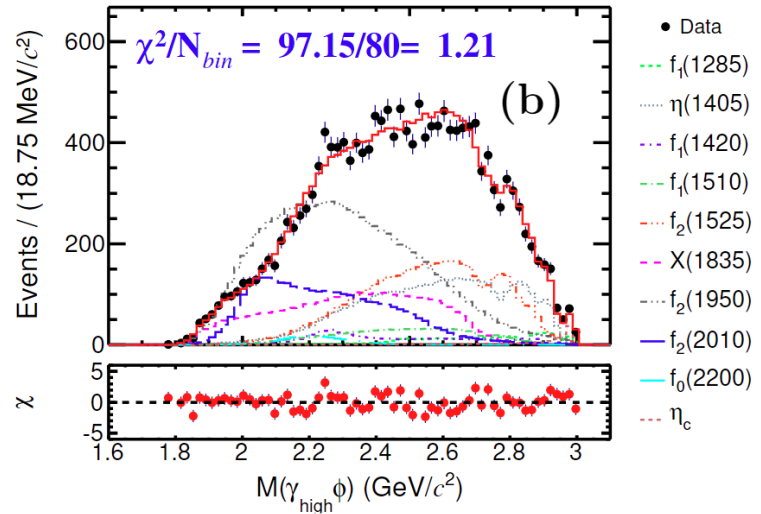 χ²/N_bin = 97.15/80= 1.21
(b)
Events / (18.75 MeV/c²)
600
400
200
0
χ
5
0
-5
1.6 1.8 2 2.2 2.4 2.6 2.8 3
M(γ_high ϕ) (GeV/c²)
Data
f₁(1285)
η(1405)
f₁(1420)
f₁(1510)
f₂(1525)
X(1835)
f₂(1950)
f₂(2010)
f₀(2200)
η_c